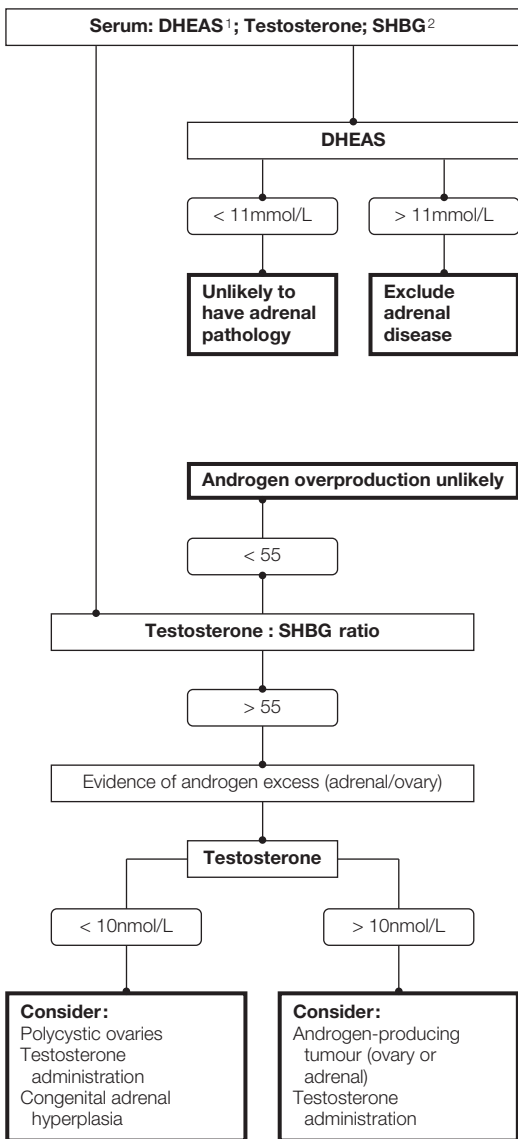 Serum: DHEAS¹; Testosterone; SHBG²
DHEAS
< 11mmol/L
> 11mmol/L
Unlikely to
have adrenal
pathology
Exclude
adrenal
disease
Androgen overproduction unlikely
< 55
Testosterone : SHBG ratio
> 55
Evidence of androgen excess (adrenal/ovary)
Testosterone
< 10nmol/L
> 10nmol/L
Consider:
Polycystic ovaries
Testosterone
administration
Congenital adrenal
hyperplasia
Consider:
Androgen-producing
tumour (ovary or
adrenal)
Testosterone
administration